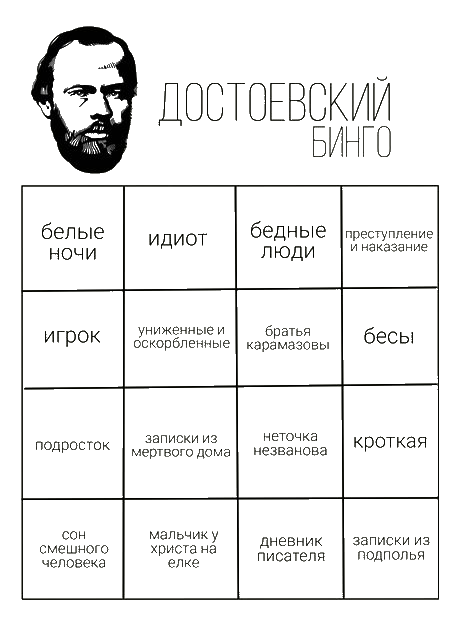 ДОСТОЕВСКИЙ
БИНГО
белые
ночи
идиот
бедные
люди
преступление
и наказание
игрок
униженные и
оскорбленные
братья
карамазовы
бесы
подросток
записки из
мертвого дома
неточка
незванова
кроткая
сон
смешного
человека
мальчик у
христа на
елке
дневник
писателя
записки из
подполья